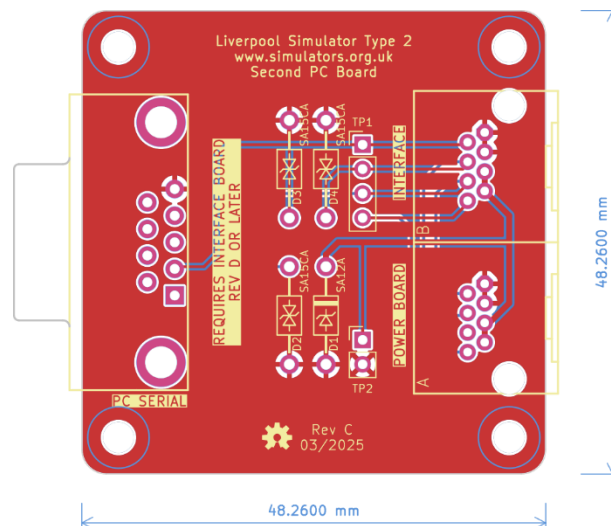 Liverpool Simulator Type 2
www.simulators.org.uk
Second PC Board
SA15CA
SA15CA
TP1
D3
D4
REQUIRES INTERFACE BOARD
REV D OR LATER
INTERFACE
B
SA15CA
SA12A
D2
D1
POWER BOARD
A
TP2
PC SERIAL
Rev C
03/2025
48.2600 mm
48.2600 mm